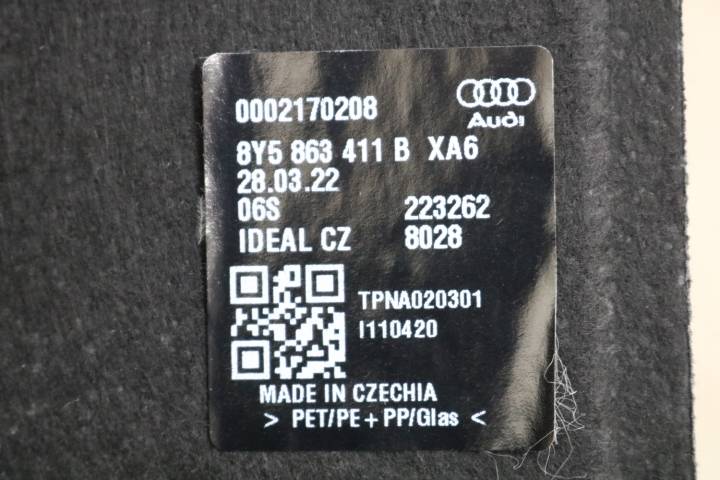 0002170208
Audi
8Y5 863 411 B XA6
28.03.22
06S 223262
IDEAL CZ 8028
TPNA020301
I110420
MADE IN CZECHIA
> PET/PE + PP/Glas <